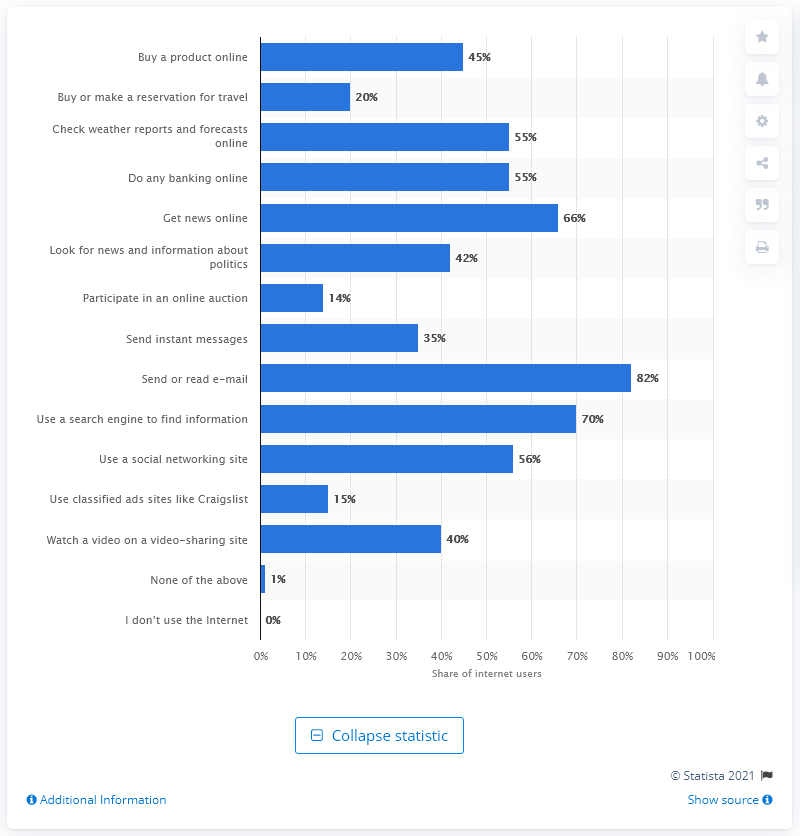 Buy a product online 45%
Buy or make a reservation for travel 20%
Check weather reports and forecasts
online 55%
Do any banking online 55%
Get news online 66%
Look for news and information about
politics 42%
Participate in an online auction 14%
Send instant messages 35%
Send or read e-mail 82%
Use a search engine to find information 70%
Use a social networking site 56%
Use classified ads sites like Craigslist 15%
Watch a video on a video-sharing site 40%
None of the above 1%
I don’t use the Internet 0%
0% 10% 20% 30% 40% 50% 60% 70% 80% 90% 100%
Share of internet users
Collapse statistic
© Statista 2021
Additional Information Show source